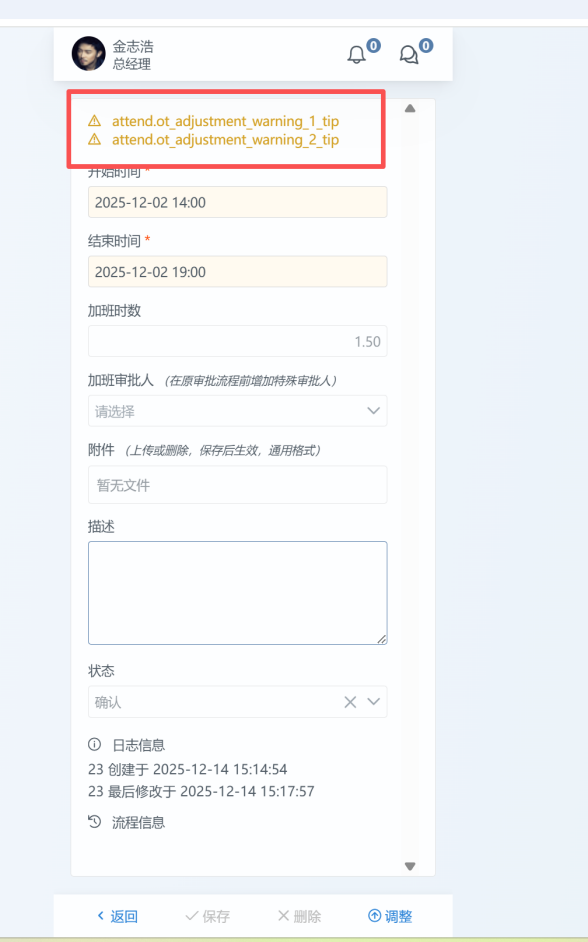 金志浩
总经理
0
0
attend.ot_adjustment_warning_1_tip
attend.ot_adjustment_warning_2_tip
开始时间 *
2025-12-02 14:00
结束时间 *
2025-12-02 19:00
加班时数
1.50
加班审批人 (在原审批流程前增加特殊审批人)
请选择
附件 (上传或删除, 保存后生效, 通用格式)
暂无文件
描述
状态
确认
日志信息
23 创建于 2025-12-14 15:14:54
23 最后修改于 2025-12-14 15:17:57
流程信息
返回 保存 删除 调整